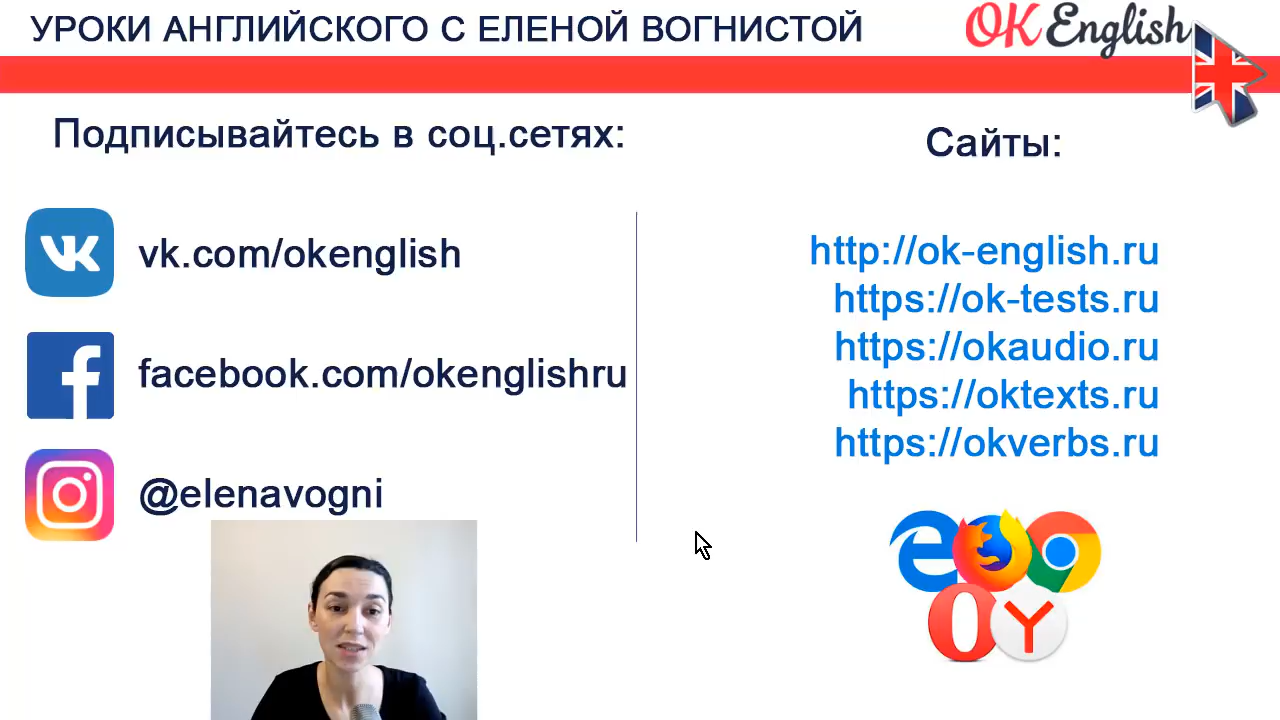 УРОКИ АНГЛИЙСКОГО С ЕЛЕНОЙ ВОГНИСТОЙ
OK English
Подписывайтесь в соц.сетях:
vk.com/okenglish
facebook.com/okenglishru
@elenavogni
Сайты:
http://ok-english.ru
https://ok-tests.ru
https://okaudio.ru
https://oktexts.ru
https://okverbs.ru